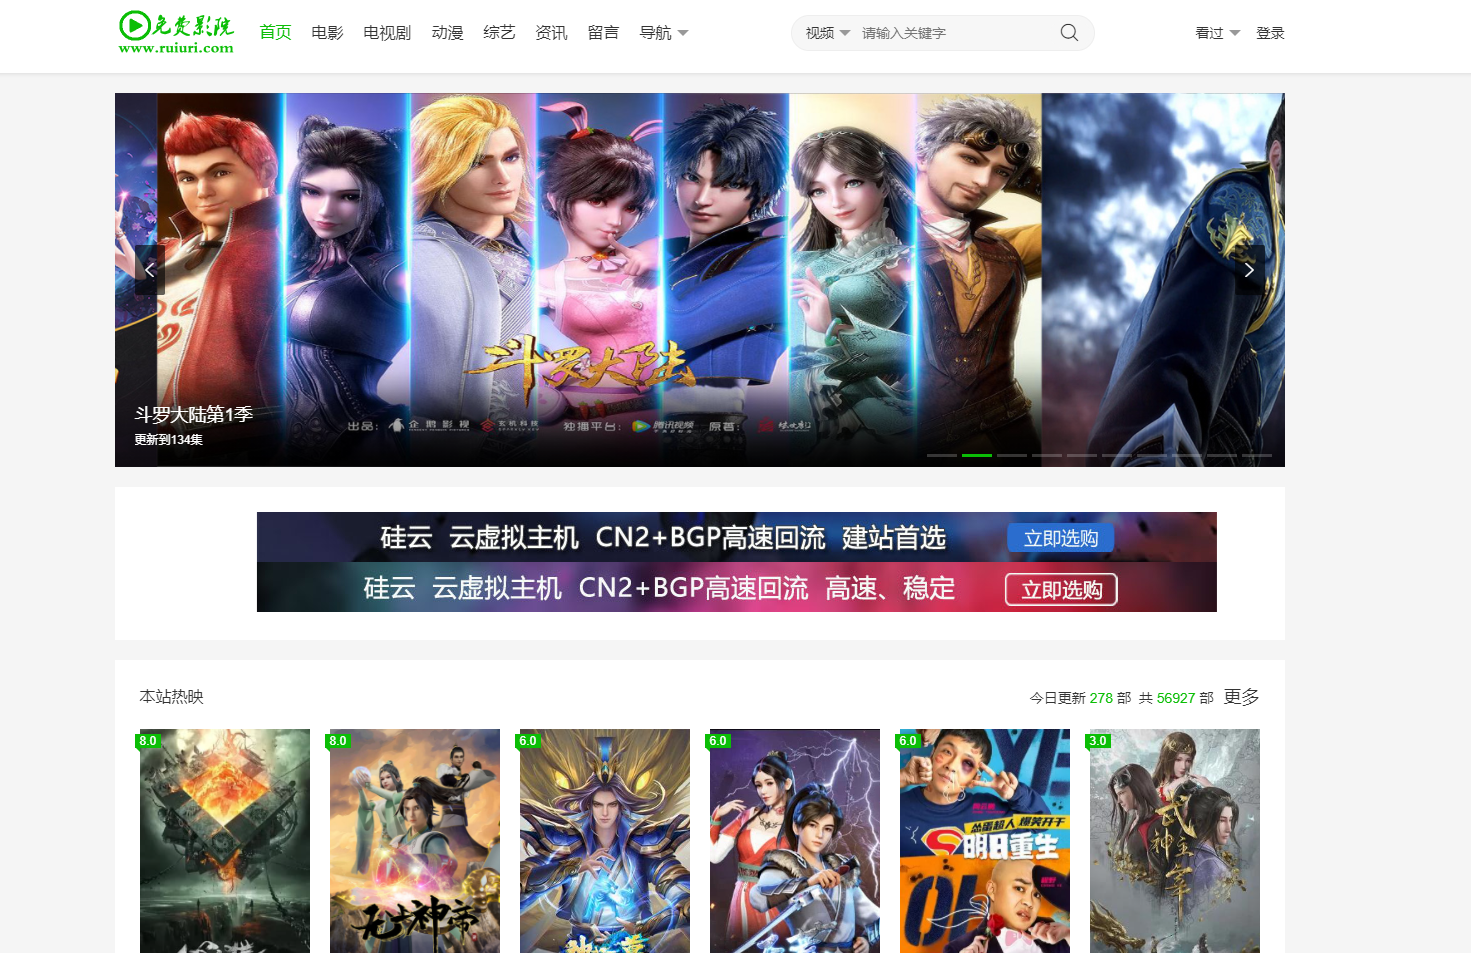 免费影院
www.ruiuri.com
首页 电影 电视剧 动漫 综艺 资讯 留言 导航
视频 请输入关键字
看过 登录
斗罗大陆
斗罗大陆第1季
更新到134集
出品： 企鹅影视 玄机科技 独播平台： 腾讯视频 原著：
硅云 云虚拟主机 CN2+BGP高速回流 建站首选 立即选购
硅云 云虚拟主机 CN2+BGP高速回流 高速、稳定 立即选购
本站热映
今日更新 278 部 共 56927 部 更多
8.0
8.0
6.0
6.0
6.0
3.0
无上神帝
怂蛋超人 爆笑开干
明日重生
武神主宰